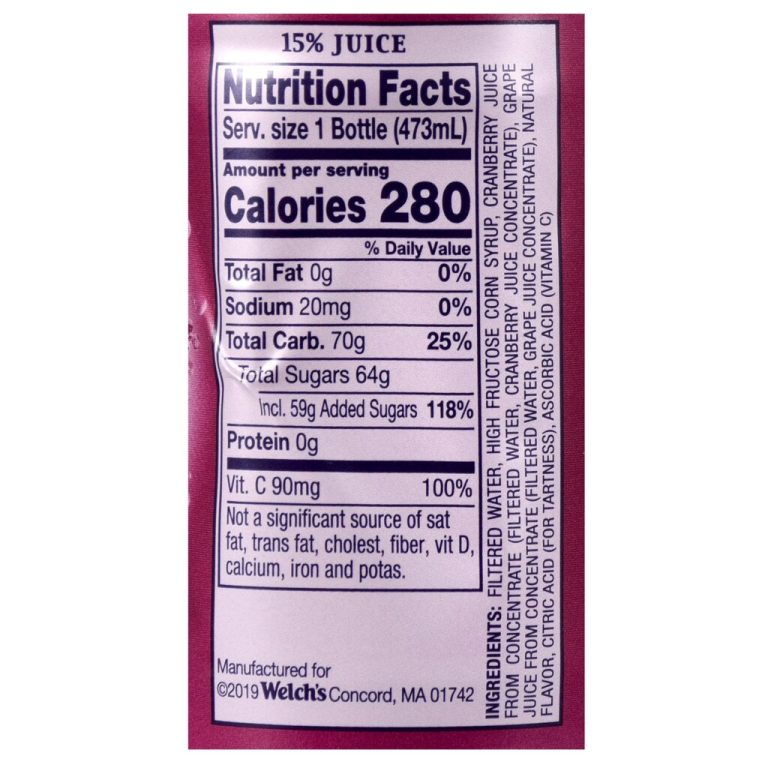 15% JUICE
Nutrition Facts
Serv. size 1 Bottle (473mL)
Amount per serving
Calories 280
% Daily Value
Total Fat 0g 0%
Sodium 20mg 0%
Total Carb. 70g 25%
Total Sugars 64g
Incl. 59g Added Sugars 118%
Protein 0g
Vit. C 90mg 100%
Not a significant source of sat
fat, trans fat, cholest, fiber, vit D,
calcium, iron and potas.
Manufactured for
©2019 Welch's Concord, MA 01742
INGREDIENTS: FILTERED WATER, HIGH FRUCTOSE CORN SYRUP, CRANBERRY JUICE
FROM CONCENTRATE (FILTERED WATER, CRANBERRY JUICE CONCENTRATE), GRAPE
JUICE FROM CONCENTRATE (FILTERED WATER, GRAPE JUICE CONCENTRATE), NATURAL
FLAVOR, CITRIC ACID (FOR TARTNESS), ASCORBIC ACID (VITAMIN C)